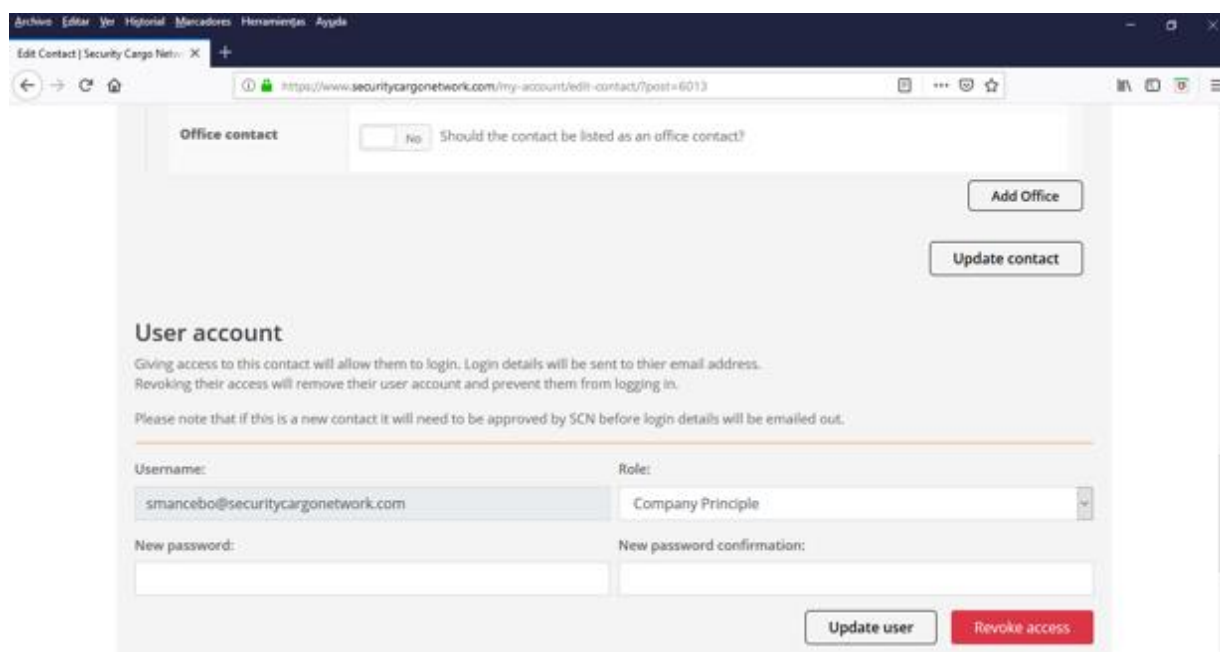 Archivo Editar Ver Historial Marcadores Herramientas Ayuda
Edit Contact | Security Cargo Netw
https://www.securitycargonetwork.com/my-account/edit-contact/?post=6013
Office contact
No
Should the contact be listed as an office contact?
Add Office
Update contact
User account
Giving access to this contact will allow them to login. Login details will be sent to thier email address.
Revoking their access will remove their user account and prevent them from logging in.
Please note that if this is a new contact it will need to be approved by SCN before login details will be emailed out.
Username:
Role:
smancebo@securitycargonetwork.com
Company Principle
New password:
New password confirmation:
Update user
Revoke access